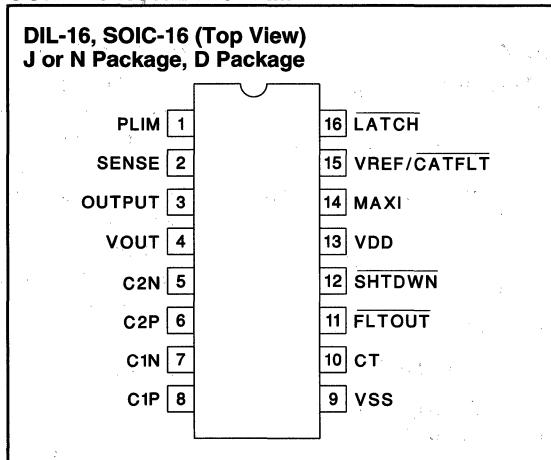 DIL-16, SOIC-16 (Top View)
J or N Package, D Package
PLIM 1
SENSE 2
OUTPUT 3
VOUT 4
C2N 5
C2P 6
C1N 7
C1P 8
16 LATCH
15 VREF/CATFLT
14 MAXI
13 VDD
12 SHTDWN
11 FLTOUT
10 CT
9 VSS